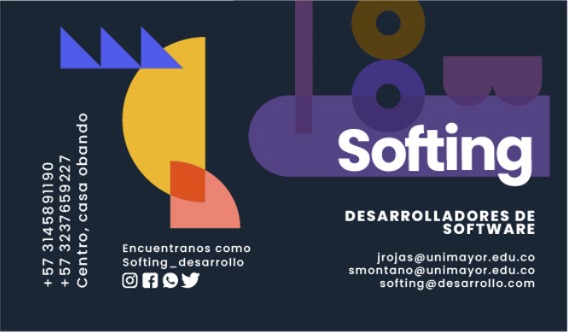 +57 3145891190
+57 3237659227
Centro, casa obando
Encuentranos como
Softing_desarrollo
Softing
DESARROLLADORES DE
SOFTWARE
jrojas@unimayor.edu.co
smontano@unimayor.edu.co
softing@desarrollo.com